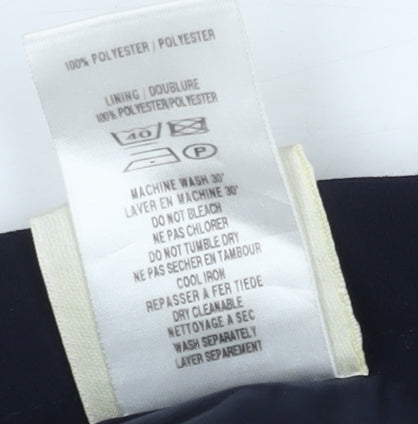 100% POLYESTER / POLYESTER
LINING / DOUBLURE
100% POLYESTER/POLYESTER
40
P
MACHINE WASH 30°
LAVER EN MACHINE 30°
DO NOT BLEACH
NE PAS CHLORER
DO NOT TUMBLE DRY
NE PAS SECHER EN TAMBOUR
COOL IRON
REPASSER A FER TIEDE
DRY CLEANABLE
NETTOYAGE A SEC
WASH SEPARATELY
LAVER SEPAREMENT